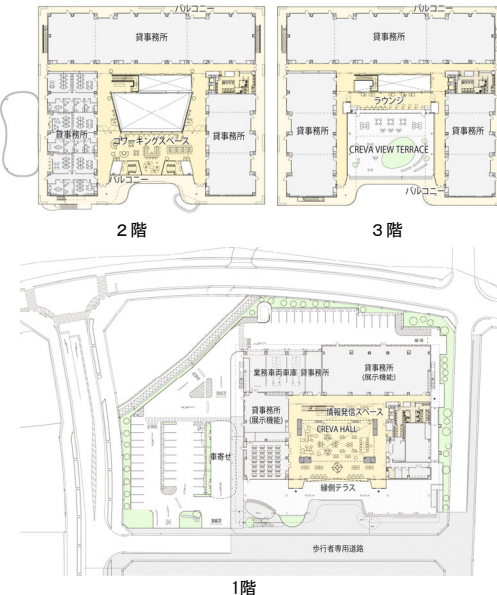 バルコニー
貸事務所
貸事務所
コワーキングスペース
貸事務所
バルコニー
2階
バルコニー
貸事務所
ラウンジ
貸事務所
CREVA VIEW TERRACE
貸事務所
バルコニー
3階
業務車両車庫 貸事務所
貸事務所
(展示機能)
貸事務所
(展示機能)
情報発信スペース
CREVA HALL
車寄せ
縁側テラス
歩行者専用道路
1階